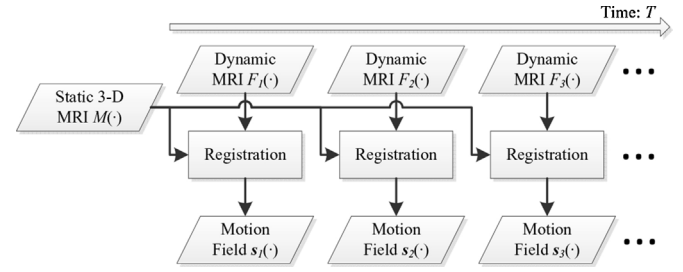 Time: T
Dynamic
MRI F1(·)
Dynamic
MRI F2(·)
Dynamic
MRI F3(·)
...
Static 3-D
MRI M(·)
Registration
Registration
Registration
...
Motion
Field s1(·)
Motion
Field s2(·)
Motion
Field s3(·)
...